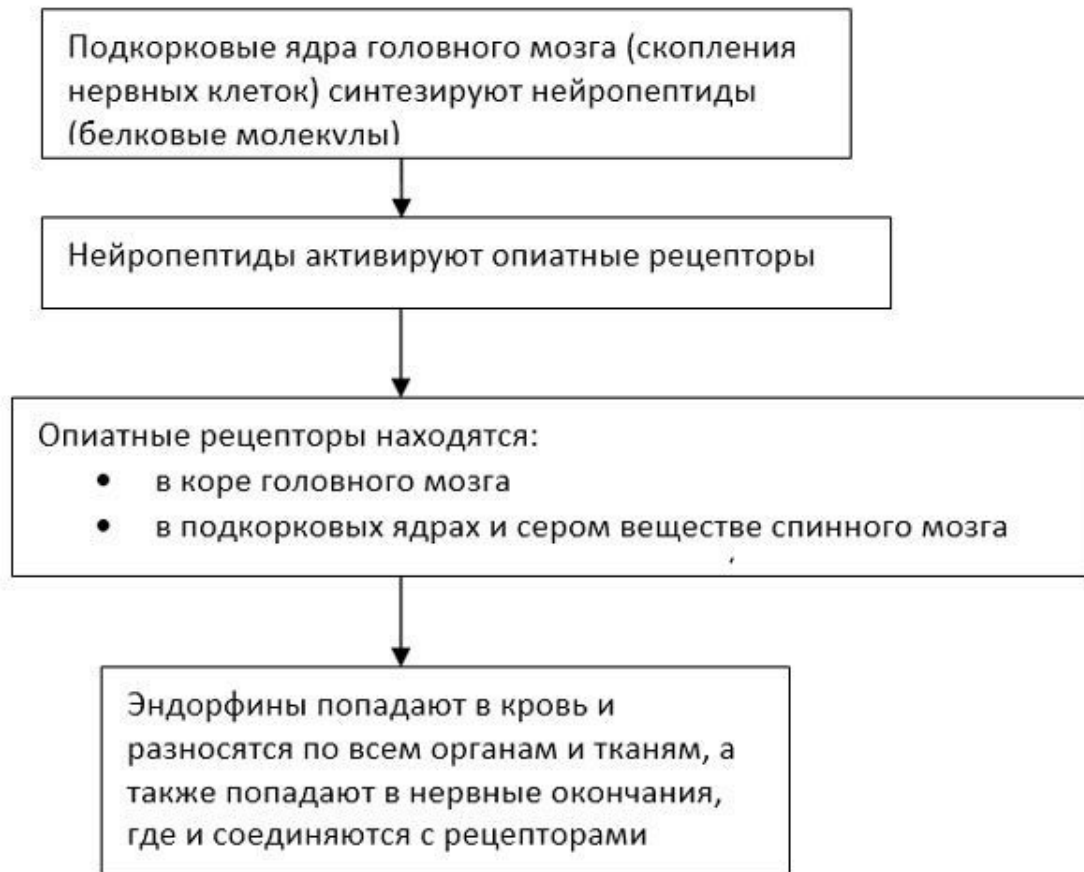 Подкорковые ядра головного мозга (скопления
нервных клеток) синтезируют нейропептиды
(белковые молекулы)
Нейропептиды активируют опиатные рецепторы
Опиатные рецепторы находятся:
• в коре головного мозга
• в подкорковых ядрах и сером веществе спинного мозга
Эндорфины попадают в кровь и
разносятся по всем органам и тканям, а
также попадают в нервные окончания,
где и соединяются с рецепторами